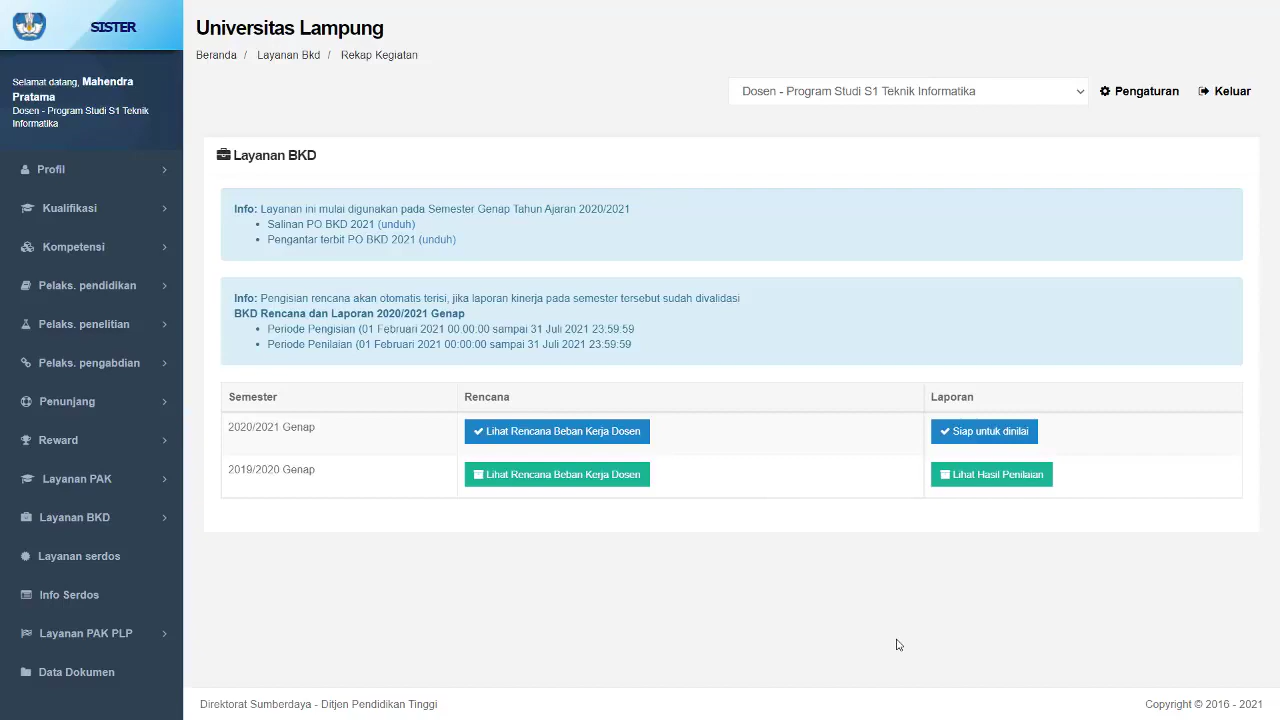 SISTER
Universitas Lampung
Beranda / Layanan Bkd / Rekap Kegiatan
Selamat datang, Mahendra
Pratama
Dosen - Program Studi S1 Teknik
Informatika
Dosen - Program Studi S1 Teknik Informatika
Pengaturan
Keluar
Profil
Kualifikasi
Kompetensi
Pelaks. pendidikan
Pelaks. penelitian
Pelaks. pengabdian
Penunjang
Reward
Layanan PAK
Layanan BKD
Layanan serdos
Info Serdos
Layanan PAK PLP
Data Dokumen
Layanan BKD
Info: Layanan ini mulai digunakan pada Semester Genap Tahun Ajaran 2020/2021
• Salinan PO BKD 2021 (unduh)
• Pengantar terbit PO BKD 2021 (unduh)
Info: Pengisian rencana akan otomatis terisi, jika laporan kinerja pada semester tersebut sudah divalidasi
BKD Rencana dan Laporan 2020/2021 Genap
• Periode Pengisian (01 Februari 2021 00:00:00 sampai 31 Juli 2021 23:59:59
• Periode Penilaian (01 Februari 2021 00:00:00 sampai 31 Juli 2021 23:59:59
Semester Rencana Laporan
2020/2021 Genap Lihat Rencana Beban Kerja Dosen Siap untuk dinilai
2019/2020 Genap Lihat Rencana Beban Kerja Dosen Lihat Hasil Penilaian
Direktorat Sumberdaya - Ditjen Pendidikan Tinggi
Copyright © 2016 - 2021